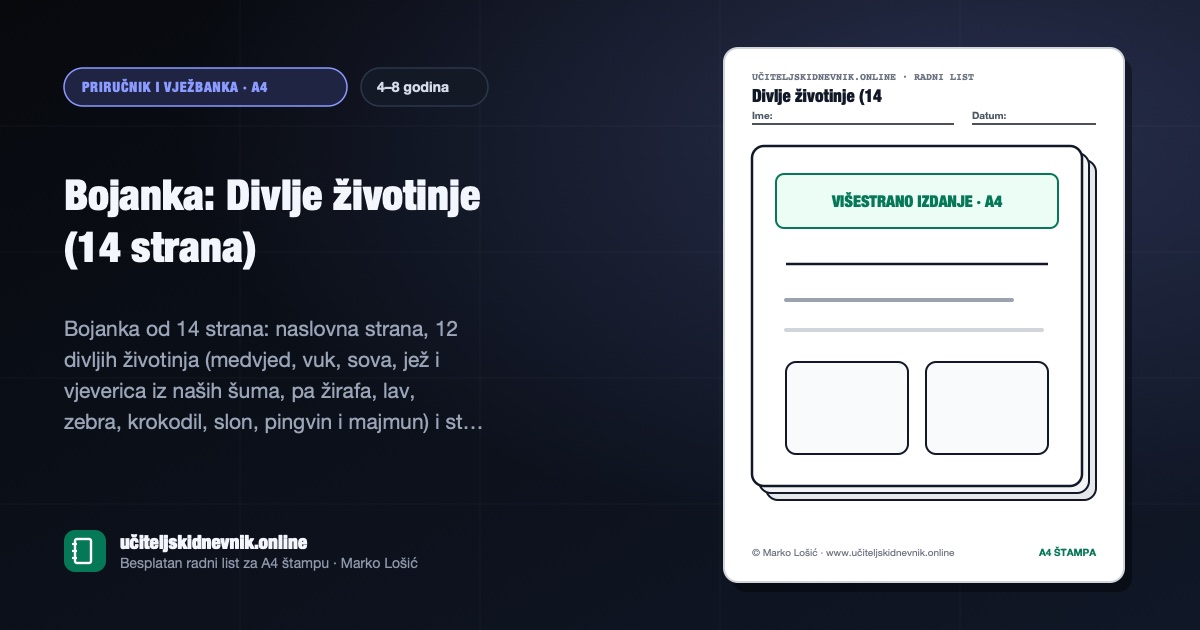 PRIRUČNIK I VJEŽBANKA · A4
4–8 godina
Bojanka: Divlje životinje
(14 strana)
Bojanka od 14 strana: naslovna strana, 12
divljih životinja (medvjed, vuk, sova, jež i
vjeverica iz naših šuma, pa žirafa, lav,
zebra, krokodil, slon, pingvin i majmun) i st…
učiteljskidnevnik.online
Besplatan radni list za A4 štampu · Marko Lošić
UČITELJSKIDNEVNIK.ONLINE · RADNI LIST
Divlje životinje (14
Ime:
Datum:
VIŠESTRANO IZDANJE · A4
© Marko Lošić · www.učiteljskidnevnik.online
A4 ŠTAMPA